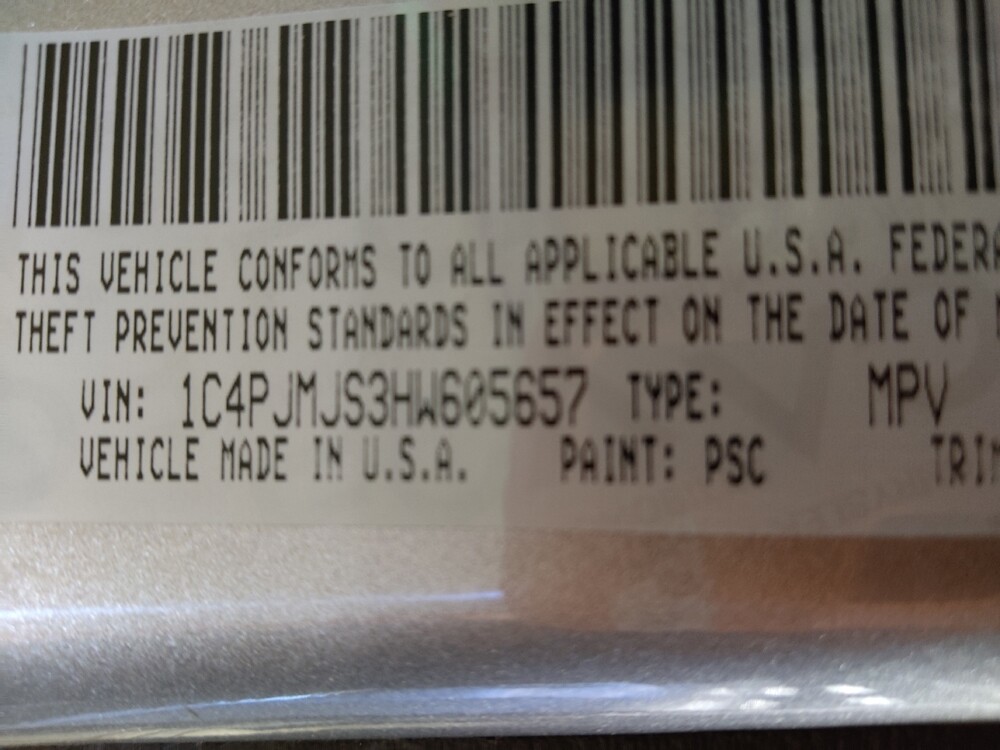 THIS VEHICLE CONFORMS TO ALL APPLICABLE U.S.A. FEDERA
THEFT PREVENTION STANDARDS IN EFFECT ON THE DATE OF
VIN: 1C4PJMJS3HW605657 TYPE: MPV
VEHICLE MADE IN U.S.A. PAINT: PSC TRIM